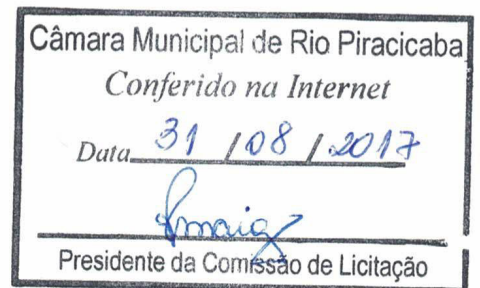 Câmara Municipal de Rio Piracicaba
Conferido na Internet
Data 31 / 08 / 2017
Presidente da Comissão de Licitação